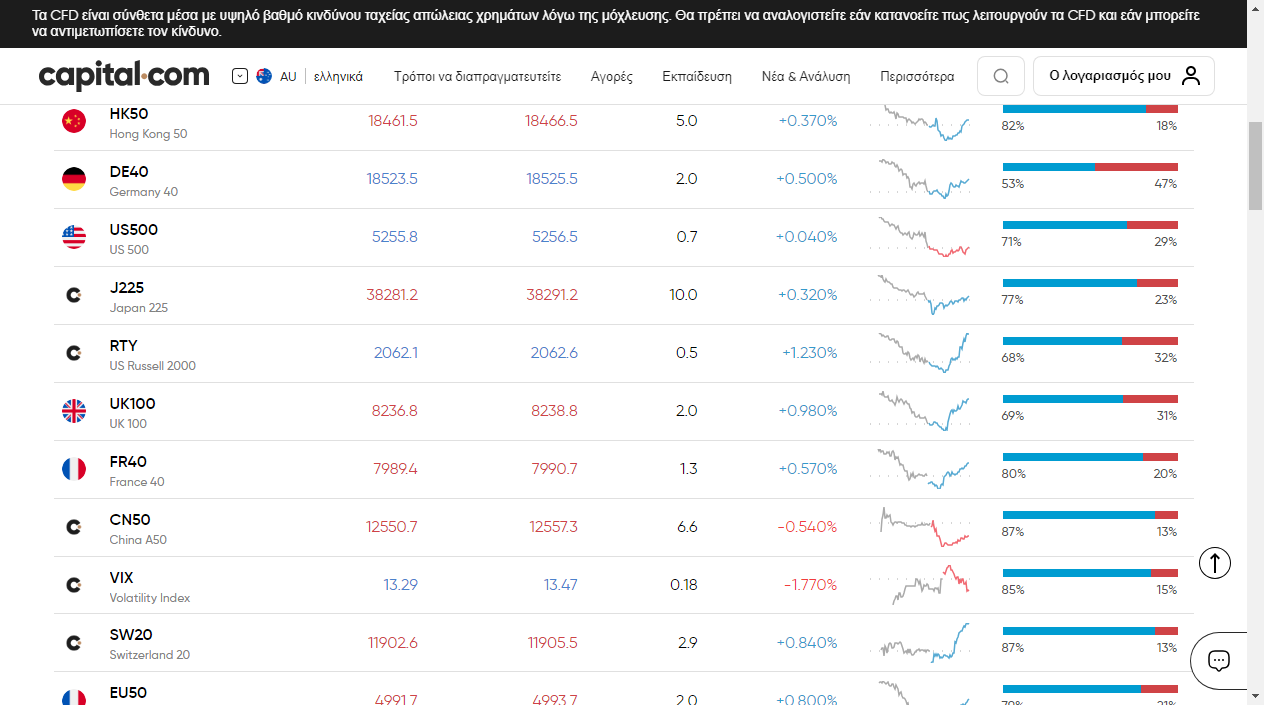 Τα CFD είναι σύνθετα μέσα με υψηλό βαθμό κινδύνου ταχείας απώλειας χρημάτων λόγω της μόχλευσης. Θα πρέπει να αναλογιστείτε εάν κατανοείτε πως λειτουργούν τα CFD και εάν μπορείτε
να αντιμετωπίσετε τον κίνδυνο.
capital.com AU ελληνικά Τρόποι να διαπραγματευτείτε Αγορές Εκπαίδευση Νέα & Ανάλυση Περισσότερα Ο λογαριασμός μου
HK50 18461.5 18466.5 5.0 +0.370%
Hong Kong 50 82% 18%
DE40 18523.5 18525.5 2.0 +0.500%
Germany 40 53% 47%
US500 5255.8 5256.5 0.7 +0.040%
US 500 71% 29%
J225 38281.2 38291.2 10.0 +0.320%
Japan 225 77% 23%
RTY 2062.1 2062.6 0.5 +1.230%
US Russell 2000 68% 32%
UK100 8236.8 8238.8 2.0 +0.980%
UK 100 69% 31%
FR40 7989.4 7990.7 1.3 +0.570%
France 40 80% 20%
CN50 12550.7 12557.3 6.6 -0.540%
China A50 87% 13%
VIX 13.29 13.47 0.18 -1.770%
Volatility Index 85% 15%
SW20 11902.6 11905.5 2.9 +0.840%
Switzerland 20 87% 13%
EU50 4991.7 4993.7 2.0 +0.800%